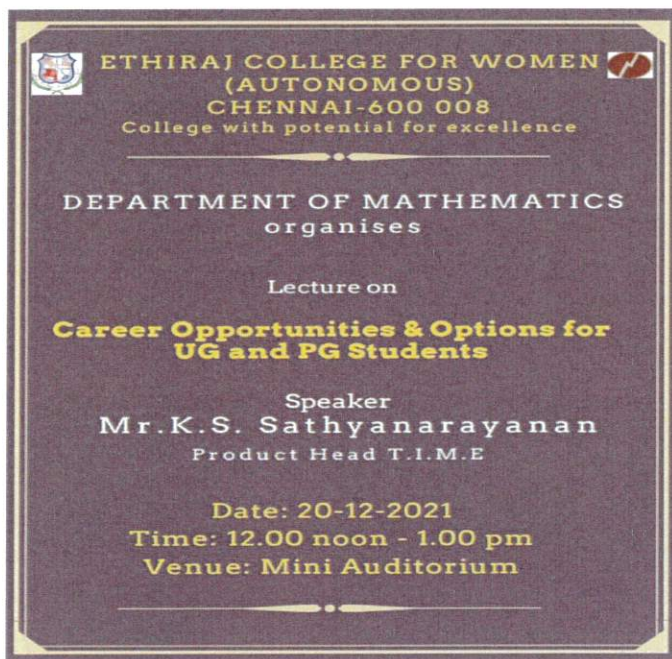 ETHIRAJ COLLEGE FOR WOMEN
(AUTONOMOUS)
CHENNAI-600 008
College with potential for excellence
DEPARTMENT OF MATHEMATICS
organises
Lecture on
Career Opportunities & Options for
UG and PG Students
Speaker
Mr.K.S. Sathyanarayanan
Product Head T.I.M.E
Date: 20-12-2021
Time: 12.00 noon - 1.00 pm
Venue: Mini Auditorium